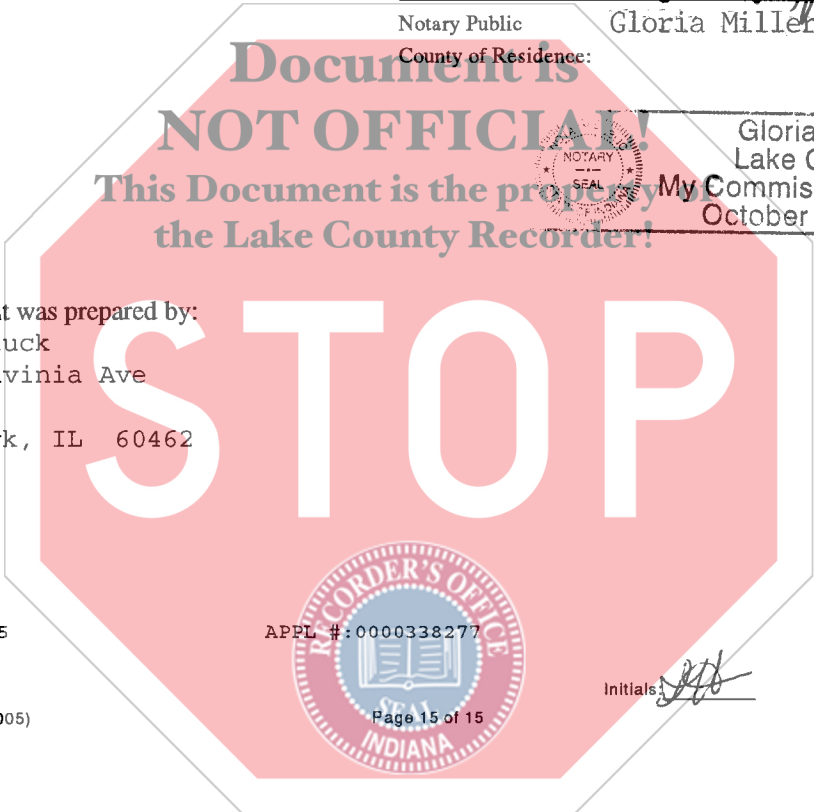 Notary Public Gloria Miller
County of Residence:
Document is
NOT OFFICIAL!
This Document is the property of
the Lake County Recorder!
NOTARY
SEAL
Gloria
Lake C
My Commis
October
t was prepared by:
uck
vinia Ave
k, IL 60462
STOP
5 APPL #:0000338277
RECORDER'S OFFICE
SEAL
INDIANA
Initials:
005) Page 15 of 15